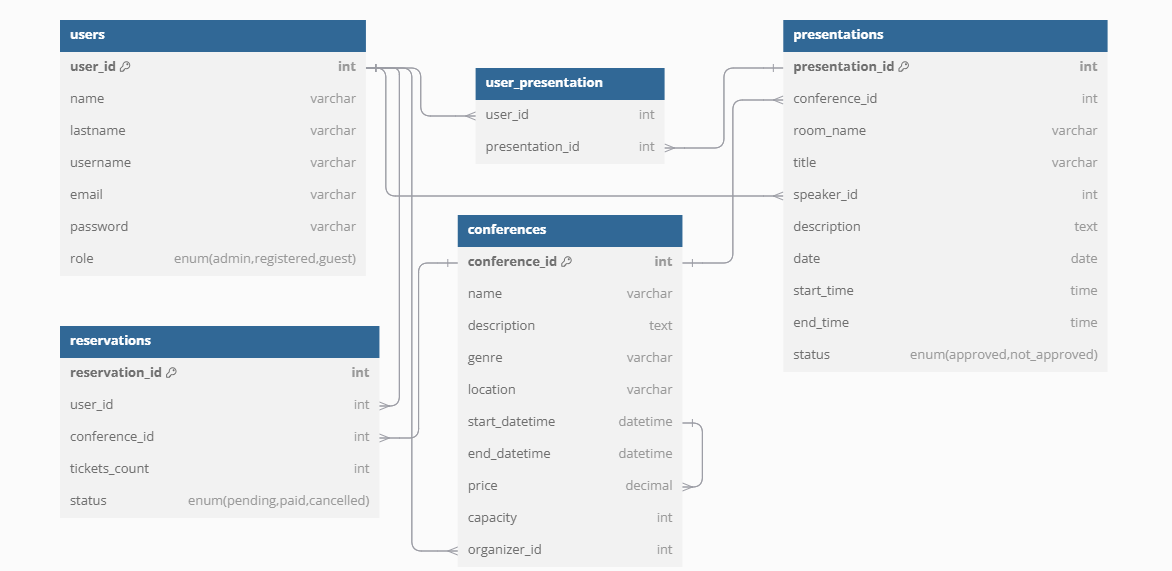 users
user_id int
name varchar
lastname varchar
username varchar
email varchar
password varchar
role enum(admin,registered,guest)
user_presentation
user_id int
presentation_id int
presentations
presentation_id int
conference_id int
room_name varchar
title varchar
speaker_id int
description text
date date
start_time time
end_time time
status enum(approved,not_approved)
conferences
conference_id int
name varchar
description text
genre varchar
location varchar
start_datetime datetime
end_datetime datetime
price decimal
capacity int
organizer_id int
reservations
reservation_id int
user_id int
conference_id int
tickets_count int
status enum(pending,paid,cancelled)